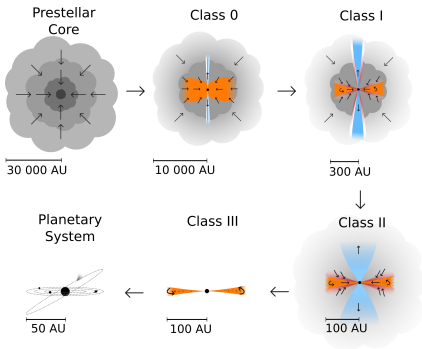 Prestellar
Core
30 000 AU
Class 0
10 000 AU
Class I
300 AU
Class II
100 AU
Class III
100 AU
Planetary
System
50 AU